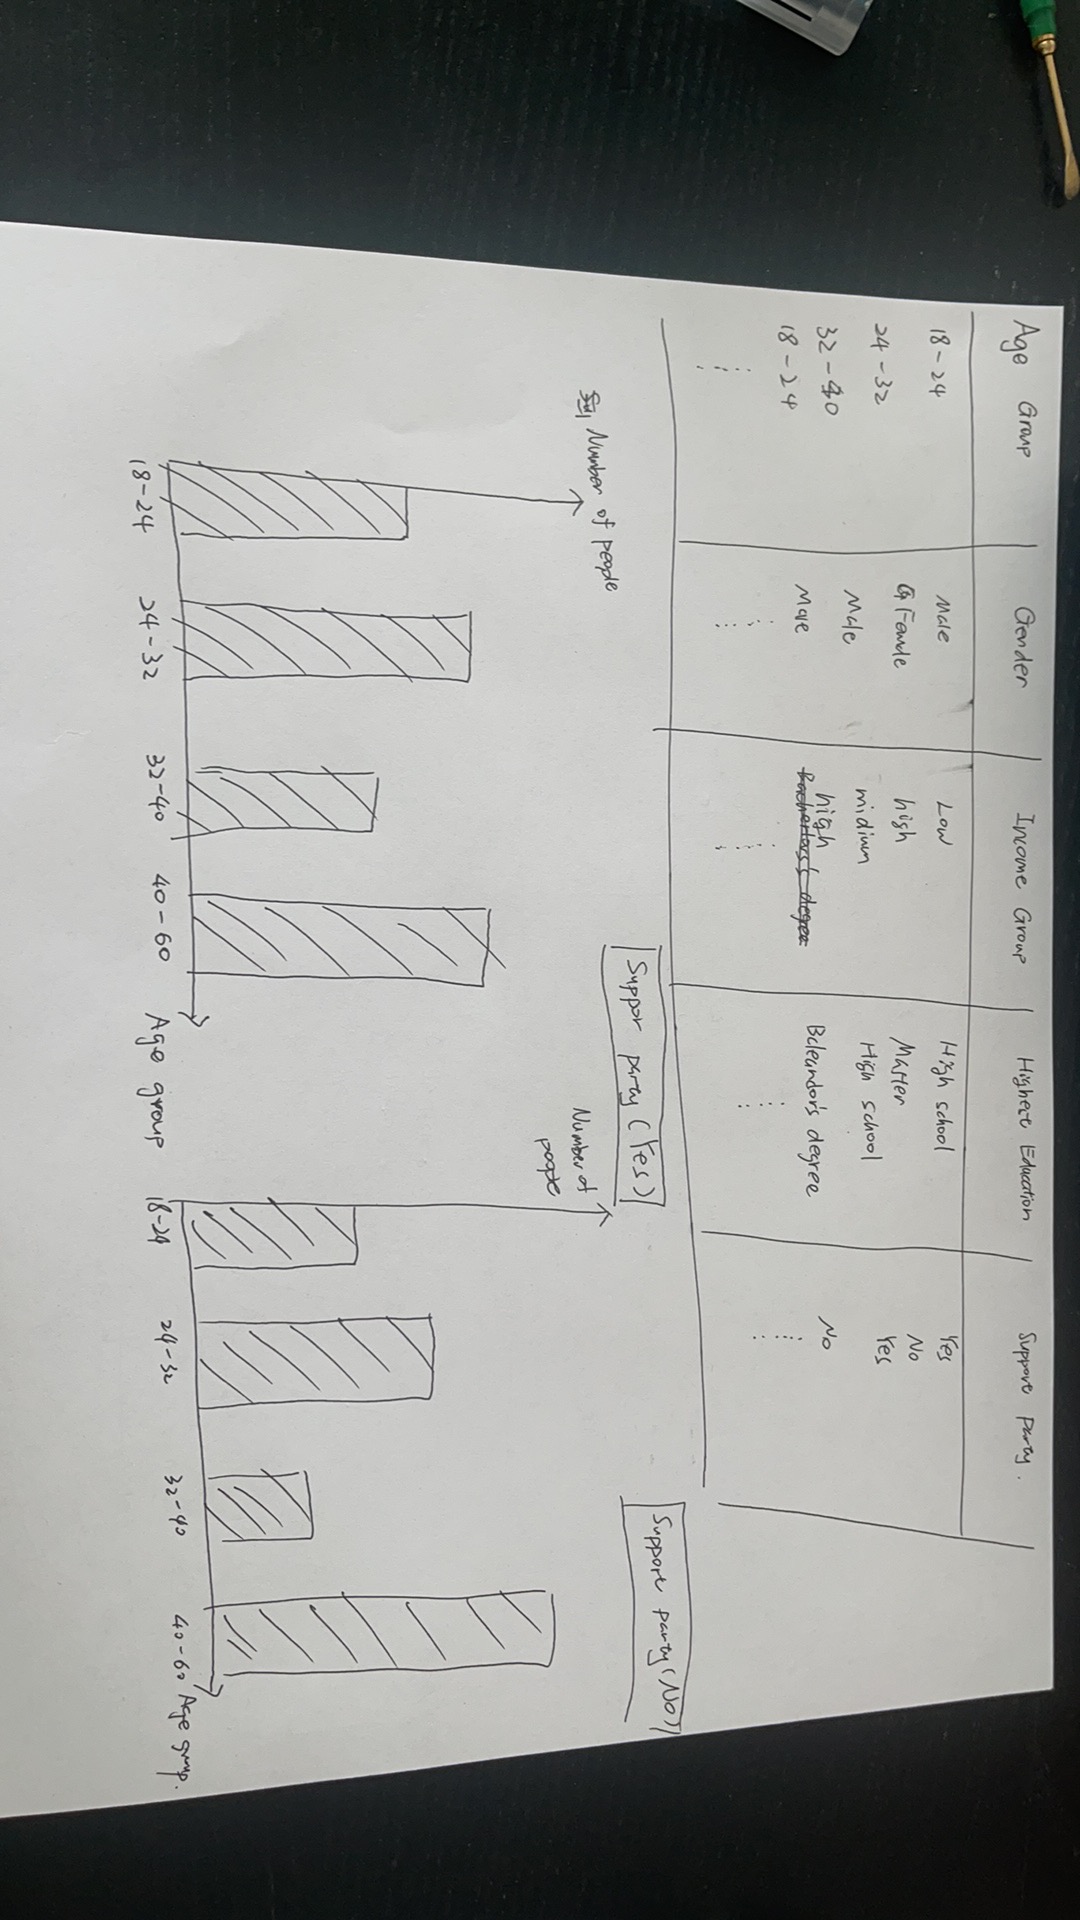 Age Group Gender Income Group Highest Education Support Party.
18-24 Male Low High school Yes
24-32 Female high Master No
32-40 Male midium High school Yes
18-24 Male high degree No
bachelors's degree
Suppor party (Yes)
Number of people
18-24 24-32 32-40 40-60 Age group
Support party (No)
Number of
people
18-24 24-32 32-40 40-60 Age group.